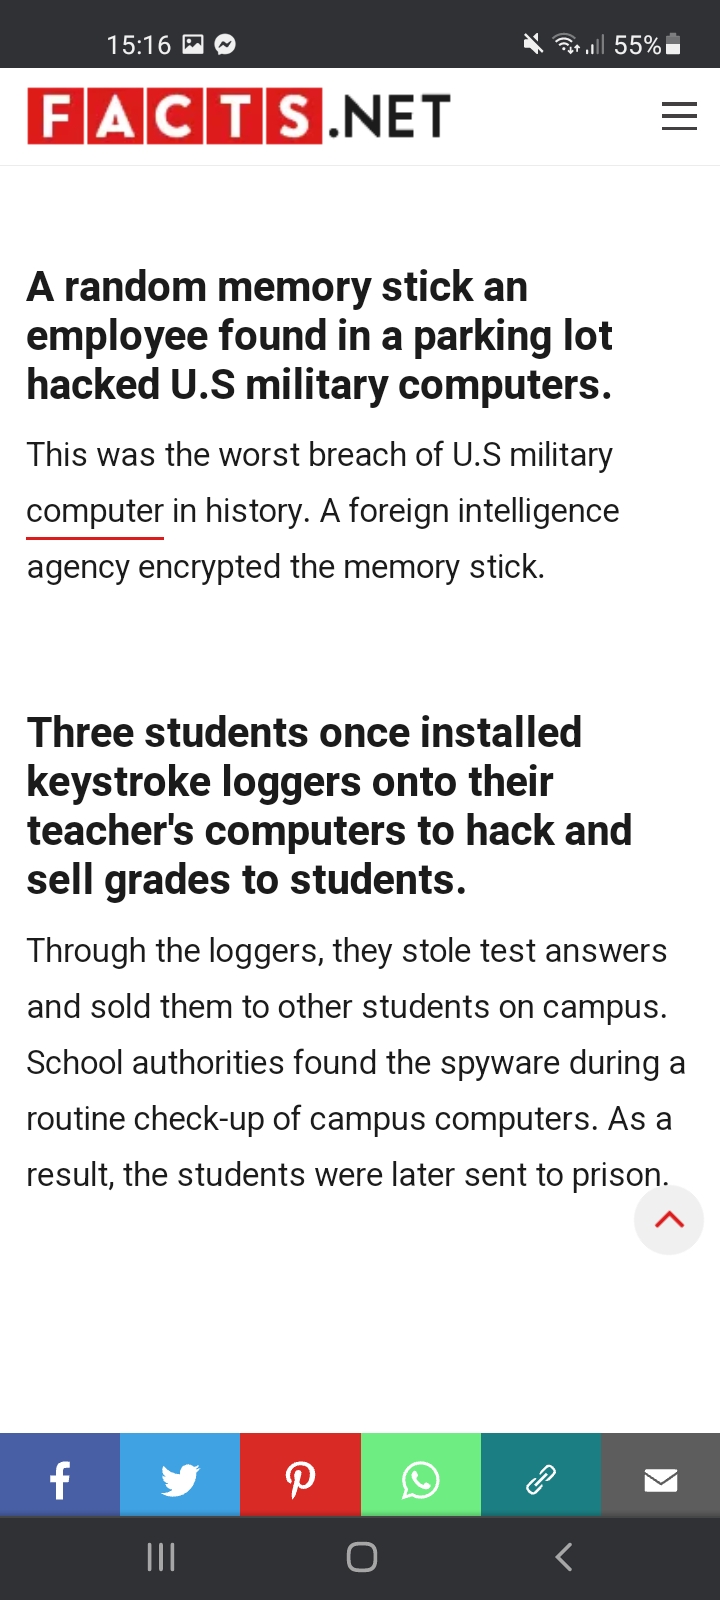 15:16
55%
FACTS.NET
A random memory stick an
employee found in a parking lot
hacked U.S military computers.
This was the worst breach of U.S military
computer in history. A foreign intelligence
agency encrypted the memory stick.
Three students once installed
keystroke loggers onto their
teacher's computers to hack and
sell grades to students.
Through the loggers, they stole test answers
and sold them to other students on campus.
School authorities found the spyware during a
routine check-up of campus computers. As a
result, the students were later sent to prison.